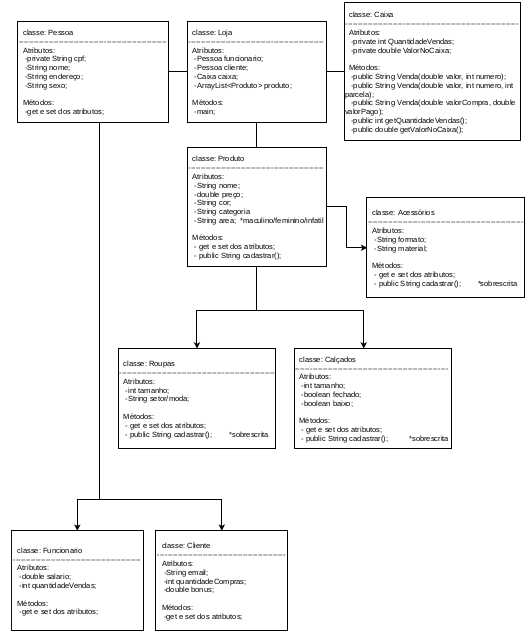 classe: Pessoa
Atributos:
-private String cpf;
-String nome;
-String endereço;
-String sexo;
Métodos:
-get e set dos atributos;
classe: Loja
Atributos:
-Pessoa funcionario;
-Pessoa cliente;
-Caixa caixa;
-ArrayList<Produto> produto;
Métodos:
-main;
classe: Caixa
Atributos:
-private int QuantidadeVendas;
-private double ValorNoCaixa;
Métodos:
-public String Venda(double valor, int numero);
-public String Venda(double valor, int numero, int
parcela);
-public String Venda(double valorCompra, double
valorPago);
-public int getQuantidadeVendas();
-public double getValorNoCaixa();
classe: Produto
Atributos:
-String nome;
-double preço;
-String cor;
-String categoria
-String area; *maculino/feminino/infatil
Métodos:
- get e set dos atributos;
- public String cadastrar();
classe: Acessórios
Atributos:
-String formato;
-String material;
Métodos:
- get e set dos atributos;
- public String cadastrar(); *sobrescrita
classe: Roupas
Atributos:
-int tamanho;
-String setor/moda;
Métodos:
- get e set dos atributos;
- public String cadastrar(); *sobrescrita
classe: Calçados
Atributos:
-int tamanho;
-boolean fechado;
-boolean baixo;
Métodos:
- get e set dos atributos;
- public String cadastrar(); *sobrescrita
classe: Funcionario
Atributos:
-double salario;
-int quantidadeVendas;
Métodos:
-get e set dos atributos;
classe: Cliente
Atributos:
-String email;
-int quantidadeCompras;
-double bonus;
Métodos:
-get e set dos atributos;